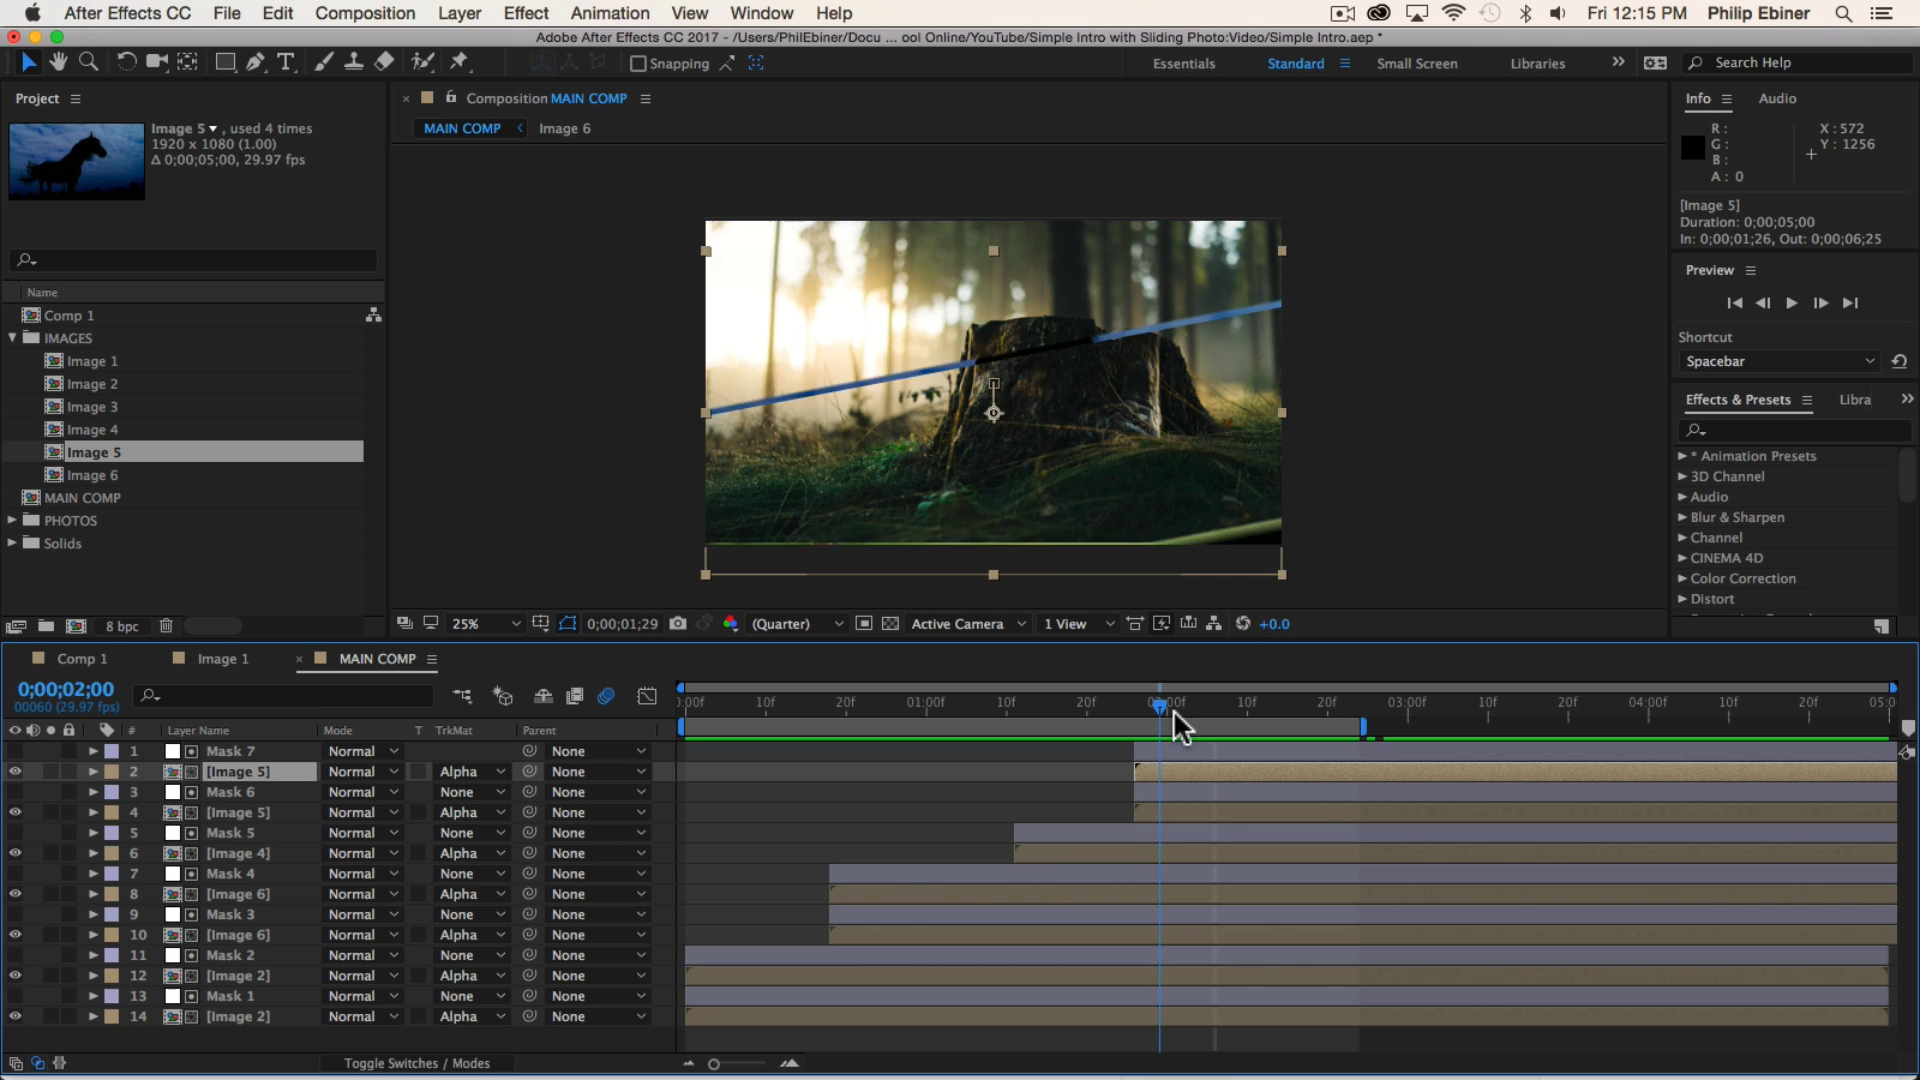 After Effects CC File Edit Composition Layer Effect Animation View Window Help Fri 12:15 PM Philip Ebiner
Adobe After Effects CC 2017 - /Users/PhilEbiner/Docu ... ool Online/YouTube/Simple Intro with Sliding Photo:Video/Simple Intro.aep *
Snapping Essentials Standard Small Screen Libraries Search Help
Project
Image 5 , used 4 times
1920 x 1080 (1.00)
Δ 0;00;05;00, 29.97 fps
Name
Comp 1
IMAGES
Image 1
Image 2
Image 3
Image 4
Image 5
Image 6
MAIN COMP
PHOTOS
Solids
8 bpc
Composition MAIN COMP
MAIN COMP Image 6
25% 0;00;01;29 (Quarter) Active Camera 1 View +0.0
Info Audio
R : X : 572
G : Y : 1256
B :
A : 0
[Image 5]
Duration: 0;00;05;00
In: 0;00;01;26, Out: 0;00;06;25
Preview
Shortcut
Spacebar
Effects & Presets Libra
* Animation Presets
3D Channel
Audio
Blur & Sharpen
Channel
CINEMA 4D
Color Correction
Distort
Comp 1 Image 1 MAIN COMP
0;00;02;00
00060 (29.97 fps)
:00f 10f 20f 01:00f 10f 20f 10f 20f 03:00f 10f 20f 04:00f 10f 20f 05:0
# Layer Name Mode T TrkMat Parent
1 Mask 7 Normal None
2 [Image 5] Normal Alpha None
3 Mask 6 Normal None None
4 [Image 5] Normal Alpha None
5 Mask 5 Normal None None
6 [Image 4] Normal Alpha None
7 Mask 4 Normal None None
8 [Image 6] Normal Alpha None
9 Mask 3 Normal None None
10 [Image 6] Normal Alpha None
11 Mask 2 Normal None None
12 [Image 2] Normal Alpha None
13 Mask 1 Normal None None
14 [Image 2] Normal Alpha None
Toggle Switches / Modes